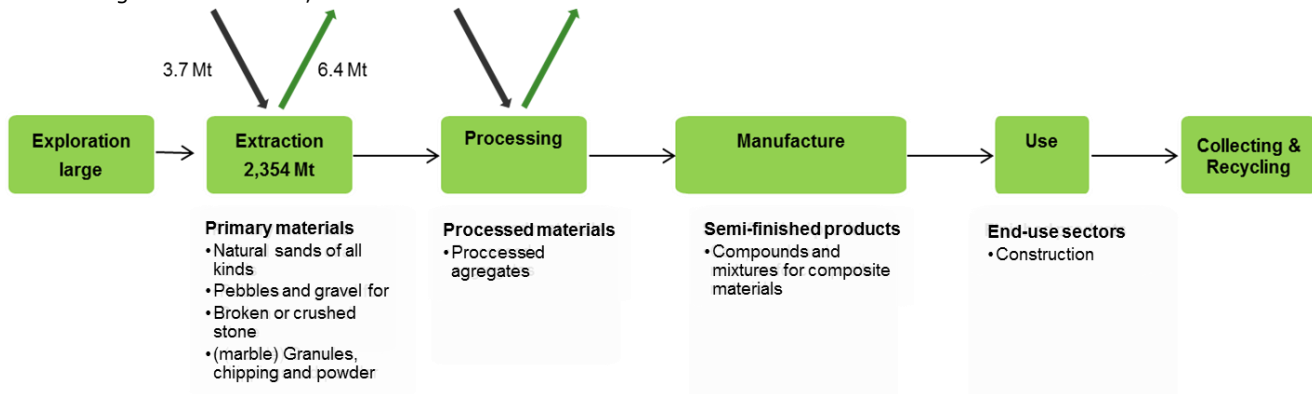 3.7 Mt
6.4 Mt
Exploration
large
Extraction
2,354 Mt
Processing
Manufacture
Use
Collecting &
Recycling
Primary materials
•Natural sands of all
kinds
•Pebbles and gravel for
•Broken or crushed
stone
•(marble) Granules,
chipping and powder
Processed materials
•Proccessed
agregates
Semi-finished products
•Compounds and
mixtures for composite
materials
End-use sectors
•Construction